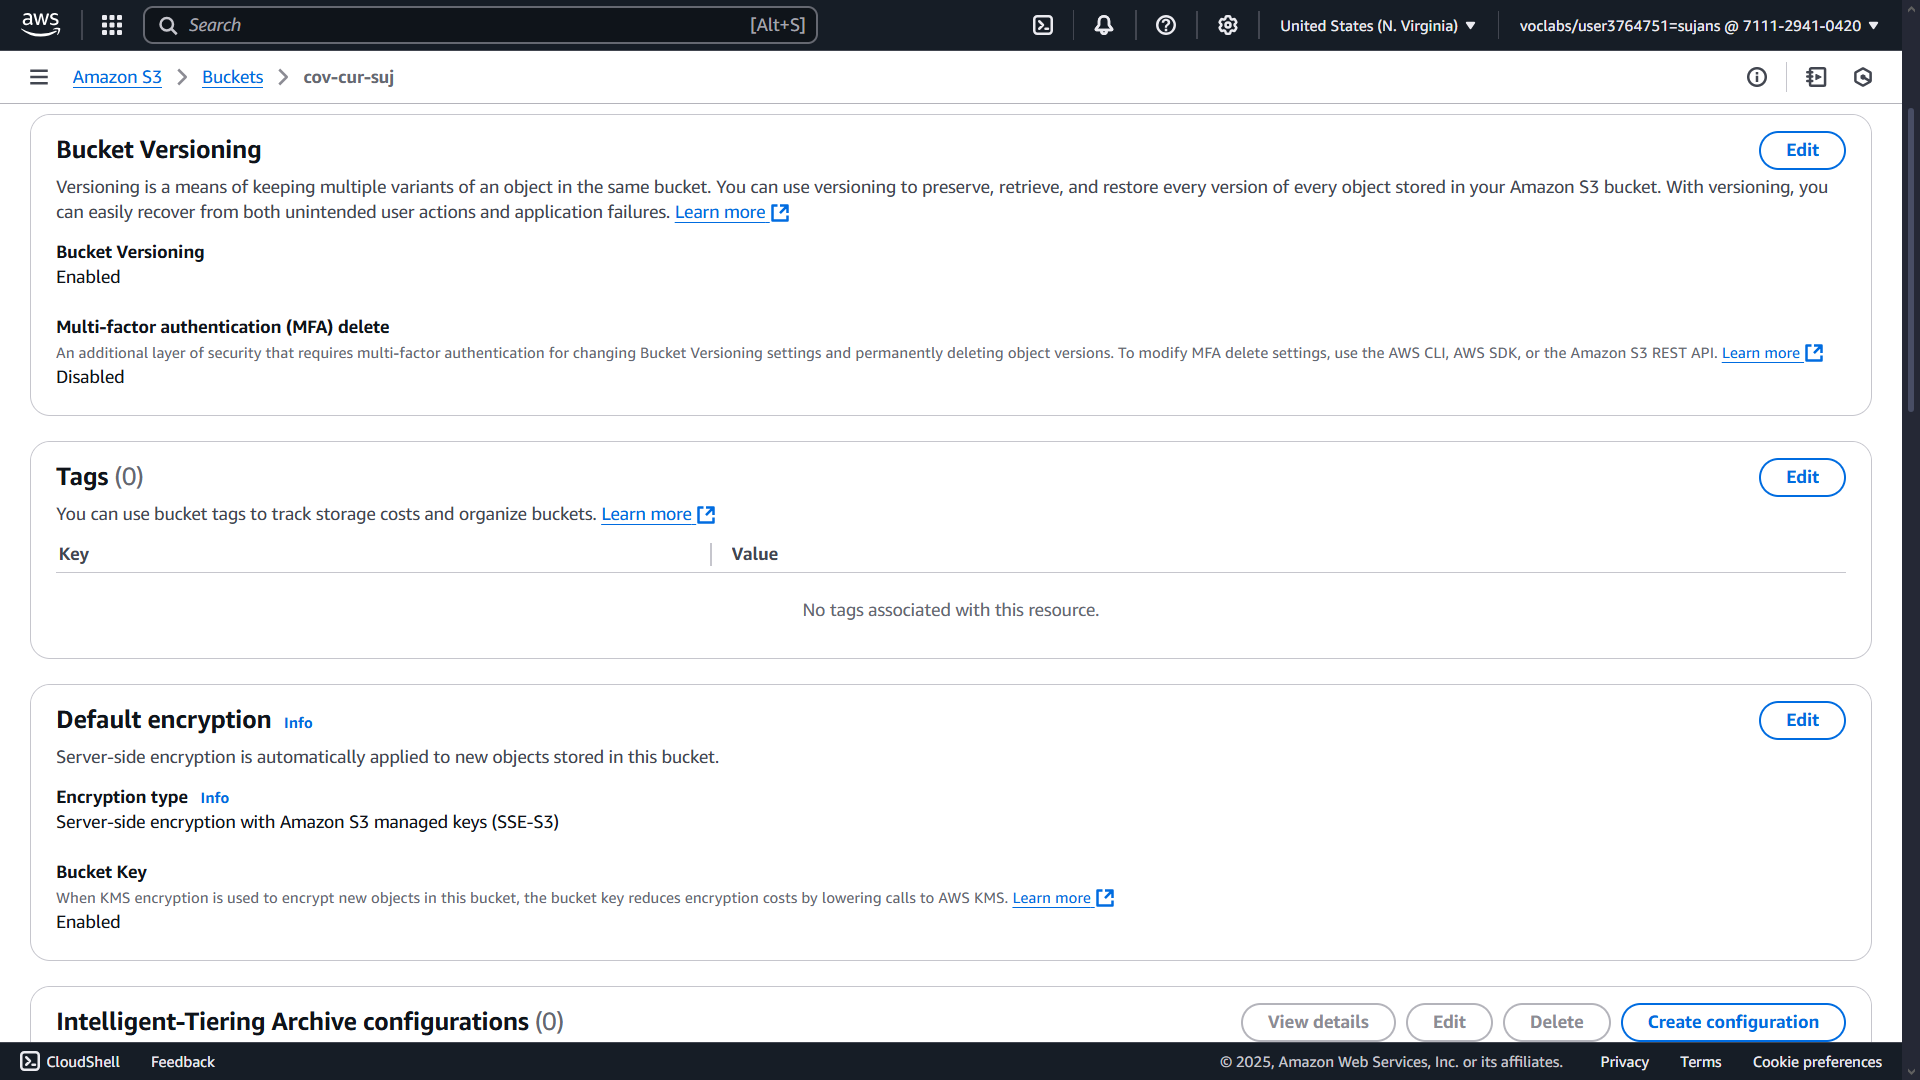 aws
Search [Alt+S]
United States (N. Virginia) ▼
voclabs/user3764751=sujans @ 7111-2941-0420 ▼
Amazon S3 > Buckets > cov-cur-suj
Bucket Versioning
Edit
Versioning is a means of keeping multiple variants of an object in the same bucket. You can use versioning to preserve, retrieve, and restore every version of every object stored in your Amazon S3 bucket. With versioning, you
can easily recover from both unintended user actions and application failures. Learn more
Bucket Versioning
Enabled
Multi-factor authentication (MFA) delete
An additional layer of security that requires multi-factor authentication for changing Bucket Versioning settings and permanently deleting object versions. To modify MFA delete settings, use the AWS CLI, AWS SDK, or the Amazon S3 REST API. Learn more
Disabled
Tags (0)
Edit
You can use bucket tags to track storage costs and organize buckets. Learn more
Key Value
No tags associated with this resource.
Default encryption Info
Edit
Server-side encryption is automatically applied to new objects stored in this bucket.
Encryption type Info
Server-side encryption with Amazon S3 managed keys (SSE-S3)
Bucket Key
When KMS encryption is used to encrypt new objects in this bucket, the bucket key reduces encryption costs by lowering calls to AWS KMS. Learn more
Enabled
Intelligent-Tiering Archive configurations (0)
View details Edit Delete Create configuration
CloudShell Feedback © 2025, Amazon Web Services, Inc. or its affiliates. Privacy Terms Cookie preferences